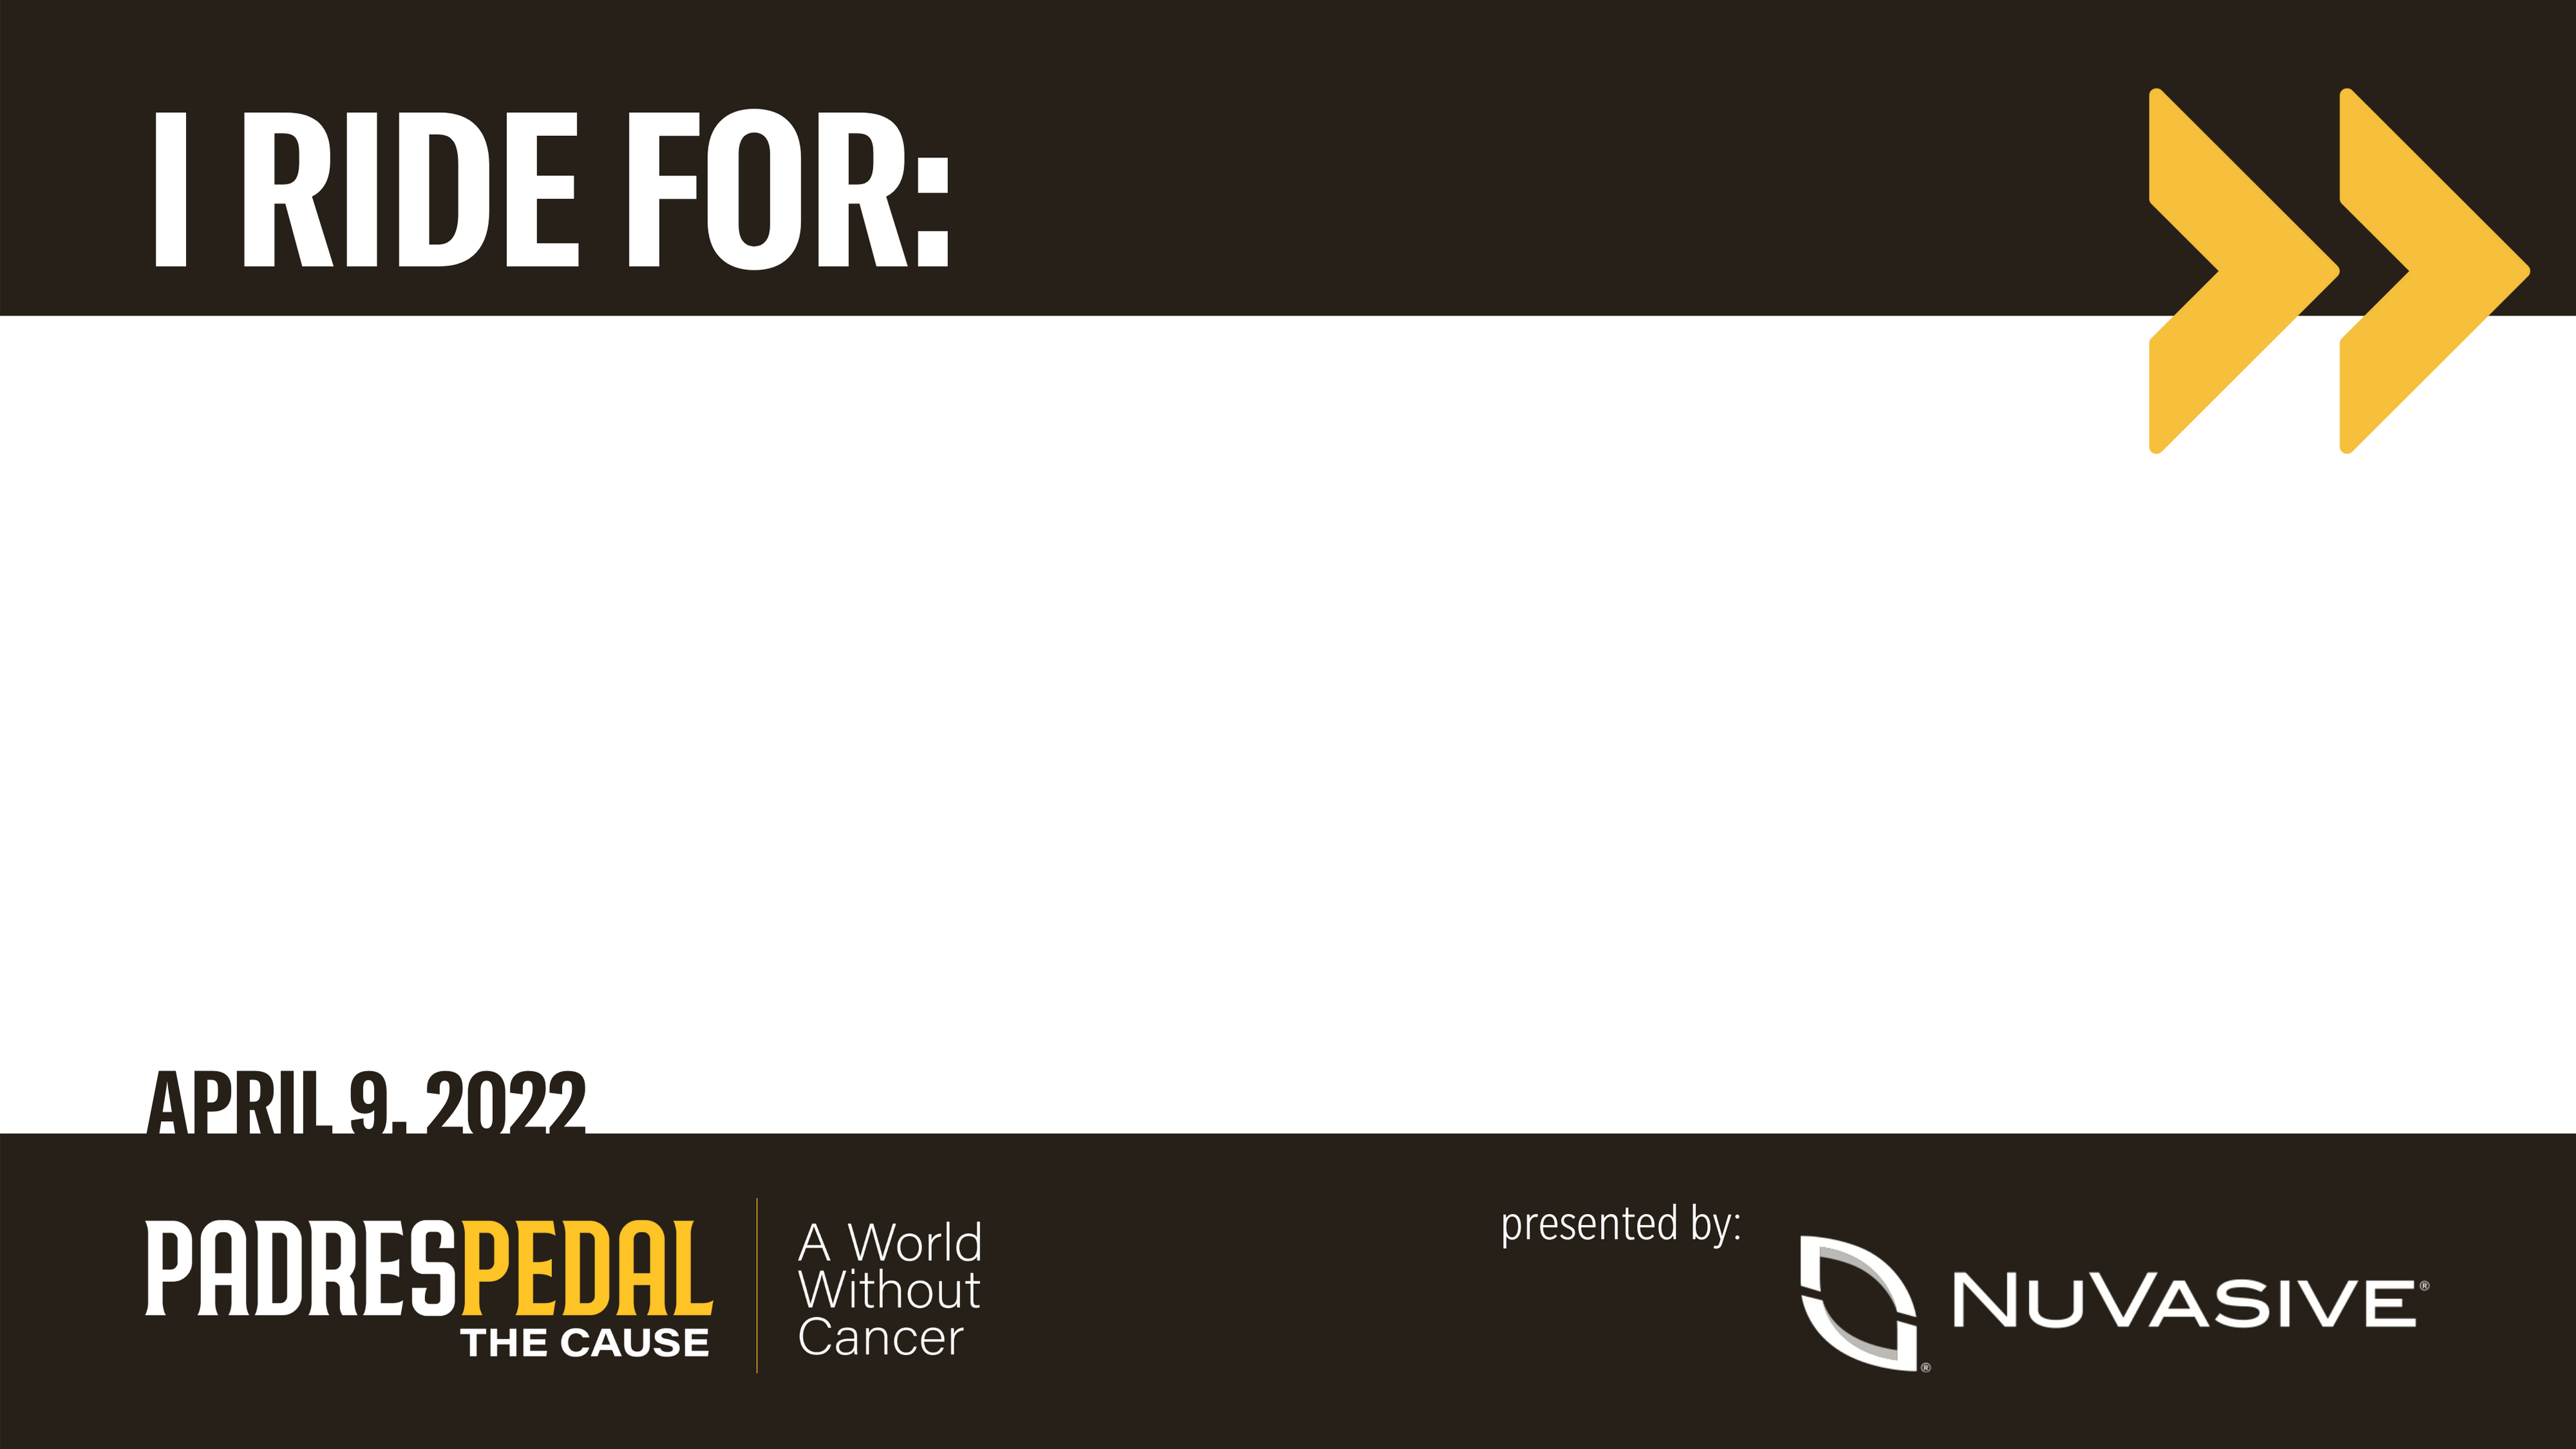 I RIDE FOR:
APRIL 9, 2022
PADRESPEDAL
THE CAUSE
A World
Without
Cancer
presented by:
NUVASIVE®
®